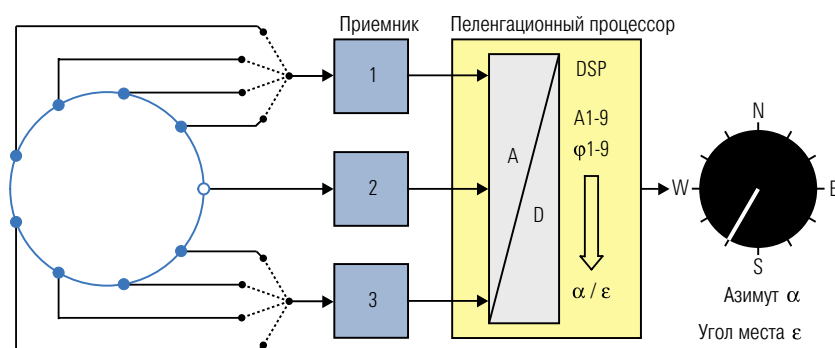 Приемник
Пеленгационный процессор
1
2
3
A
D
DSP
A1-9
φ1-9
α / ε
N
W
E
S
Азимут α
Угол места ε